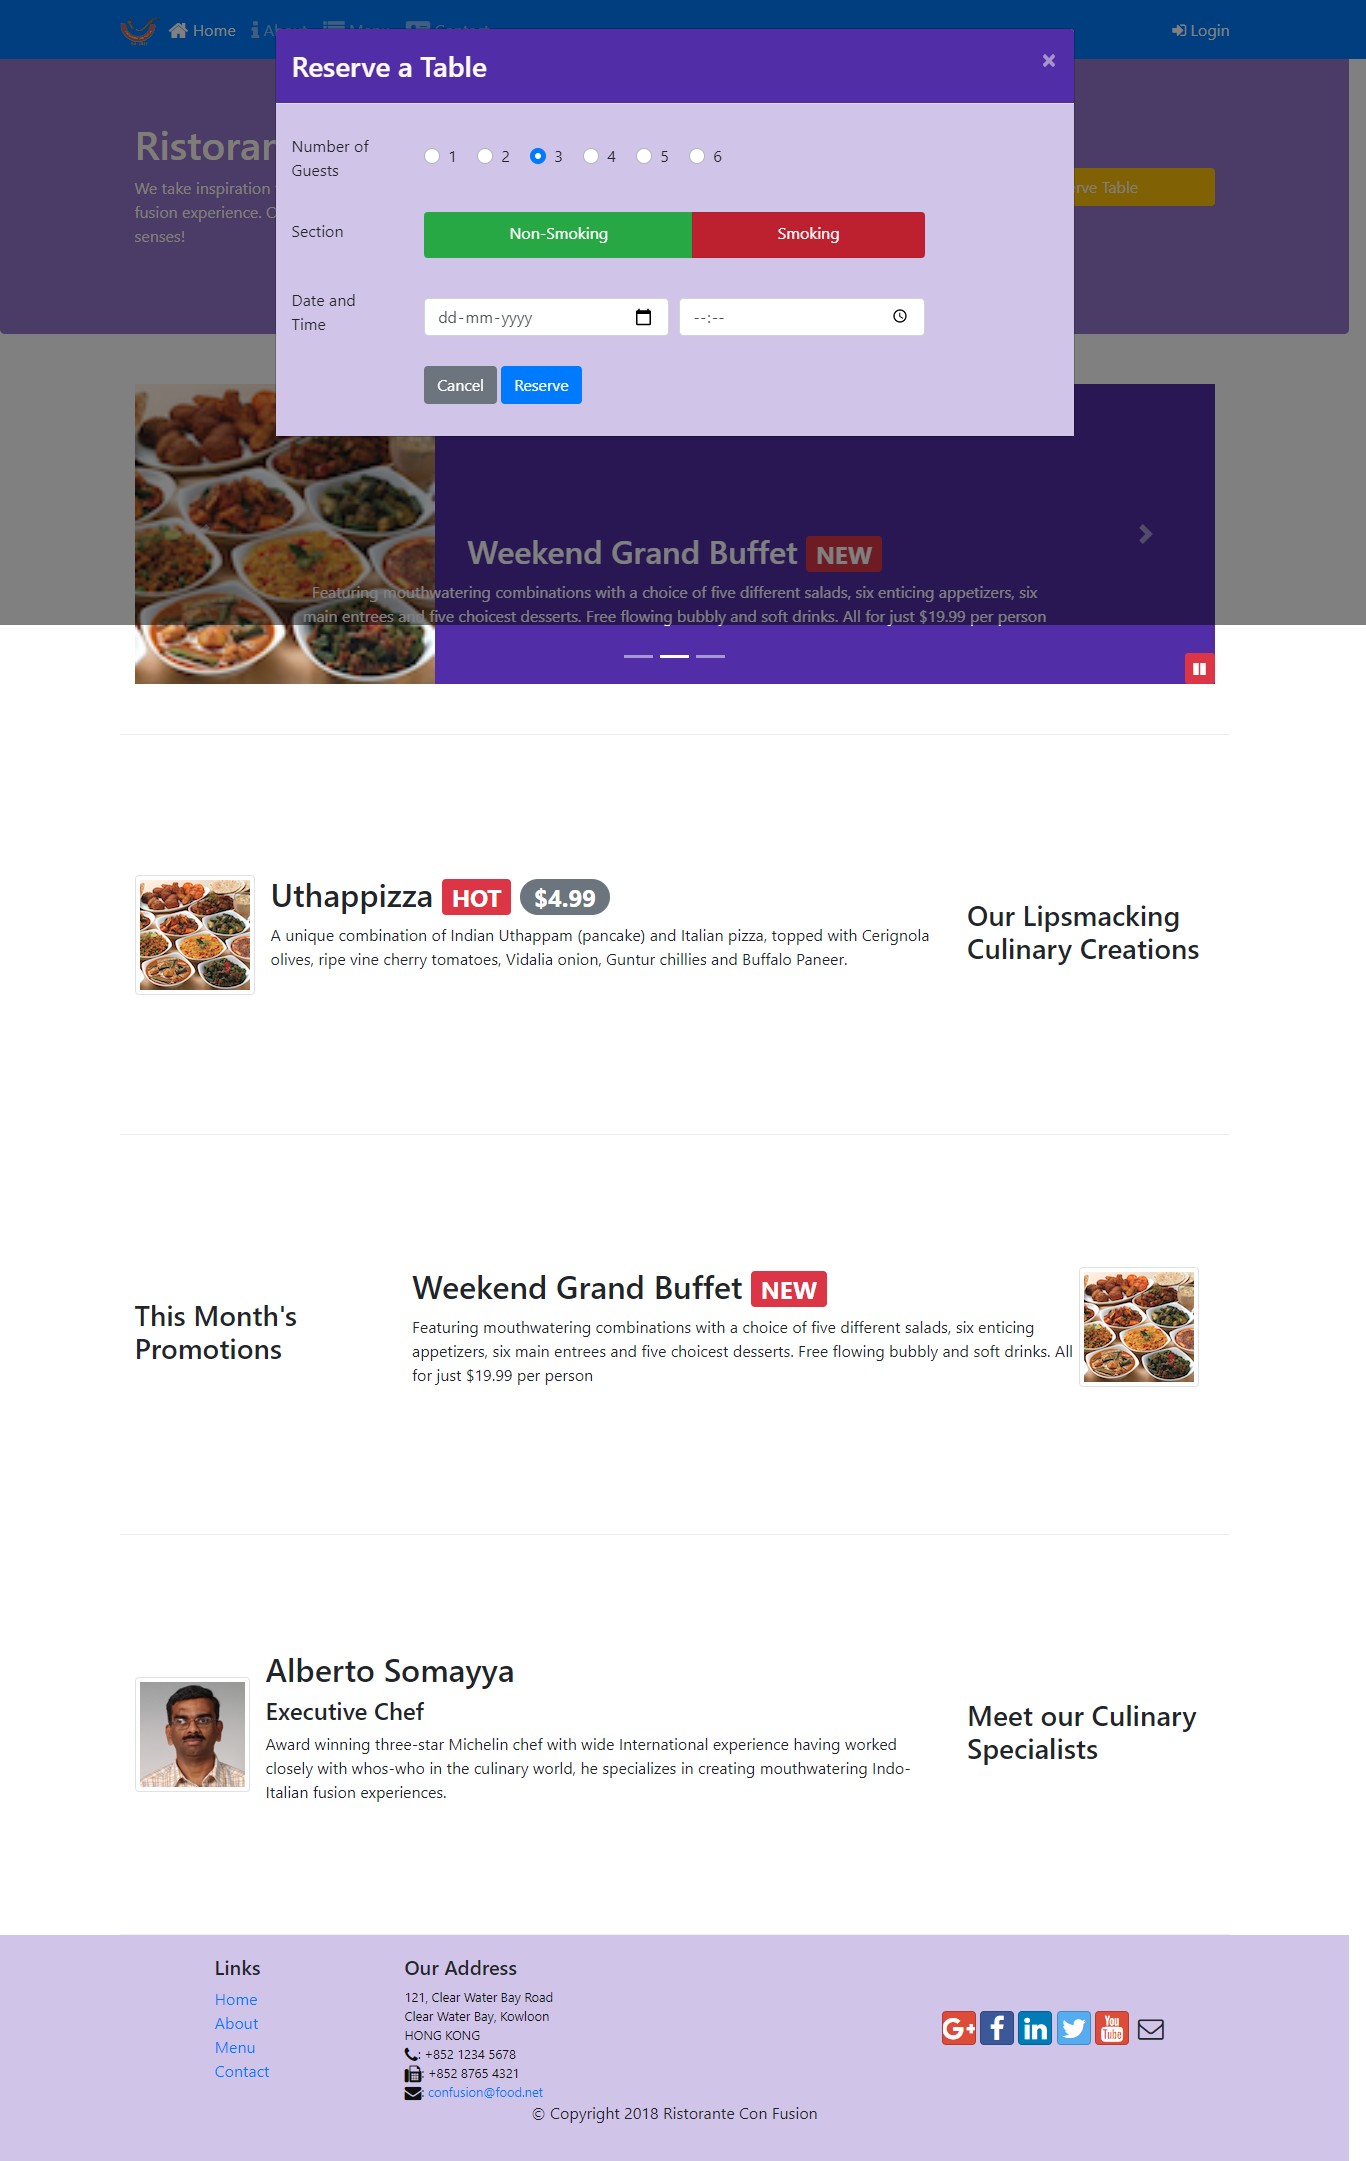 Home
Login
Reserve a Table
×
Ristorar
We take inspiration
fusion experience.
senses!
rve Table
Number of
Guests
1 2 3 4 5 6
Section
Non-Smoking
Smoking
Date and
Time
dd-mm-yyyy
--:--
Cancel
Reserve
Weekend Grand Buffet NEW
Featuring mouthwatering combinations with a choice of five different salads, six enticing appetizers, six
main entrees and five choicest desserts. Free flowing bubbly and soft drinks. All for just $19.99 per person
Uthappizza HOT $4.99
A unique combination of Indian Uthappam (pancake) and Italian pizza, topped with Cerignola
olives, ripe vine cherry tomatoes, Vidalia onion, Guntur chillies and Buffalo Paneer.
Our Lipsmacking
Culinary Creations
This Month's
Promotions
Weekend Grand Buffet NEW
Featuring mouthwatering combinations with a choice of five different salads, six enticing
appetizers, six main entrees and five choicest desserts. Free flowing bubbly and soft drinks. All
for just $19.99 per person
Alberto Somayya
Executive Chef
Award winning three-star Michelin chef with wide International experience having worked
closely with whos-who in the culinary world, he specializes in creating mouthwatering Indo-
Italian fusion experiences.
Meet our Culinary
Specialists
Links
Home
About
Menu
Contact
Our Address
121, Clear Water Bay Road
Clear Water Bay, Kowloon
HONG KONG
: +852 1234 5678
: +852 8765 4321
: confusion@food.net
G+ f in You Tube
© Copyright 2018 Ristorante Con Fusion